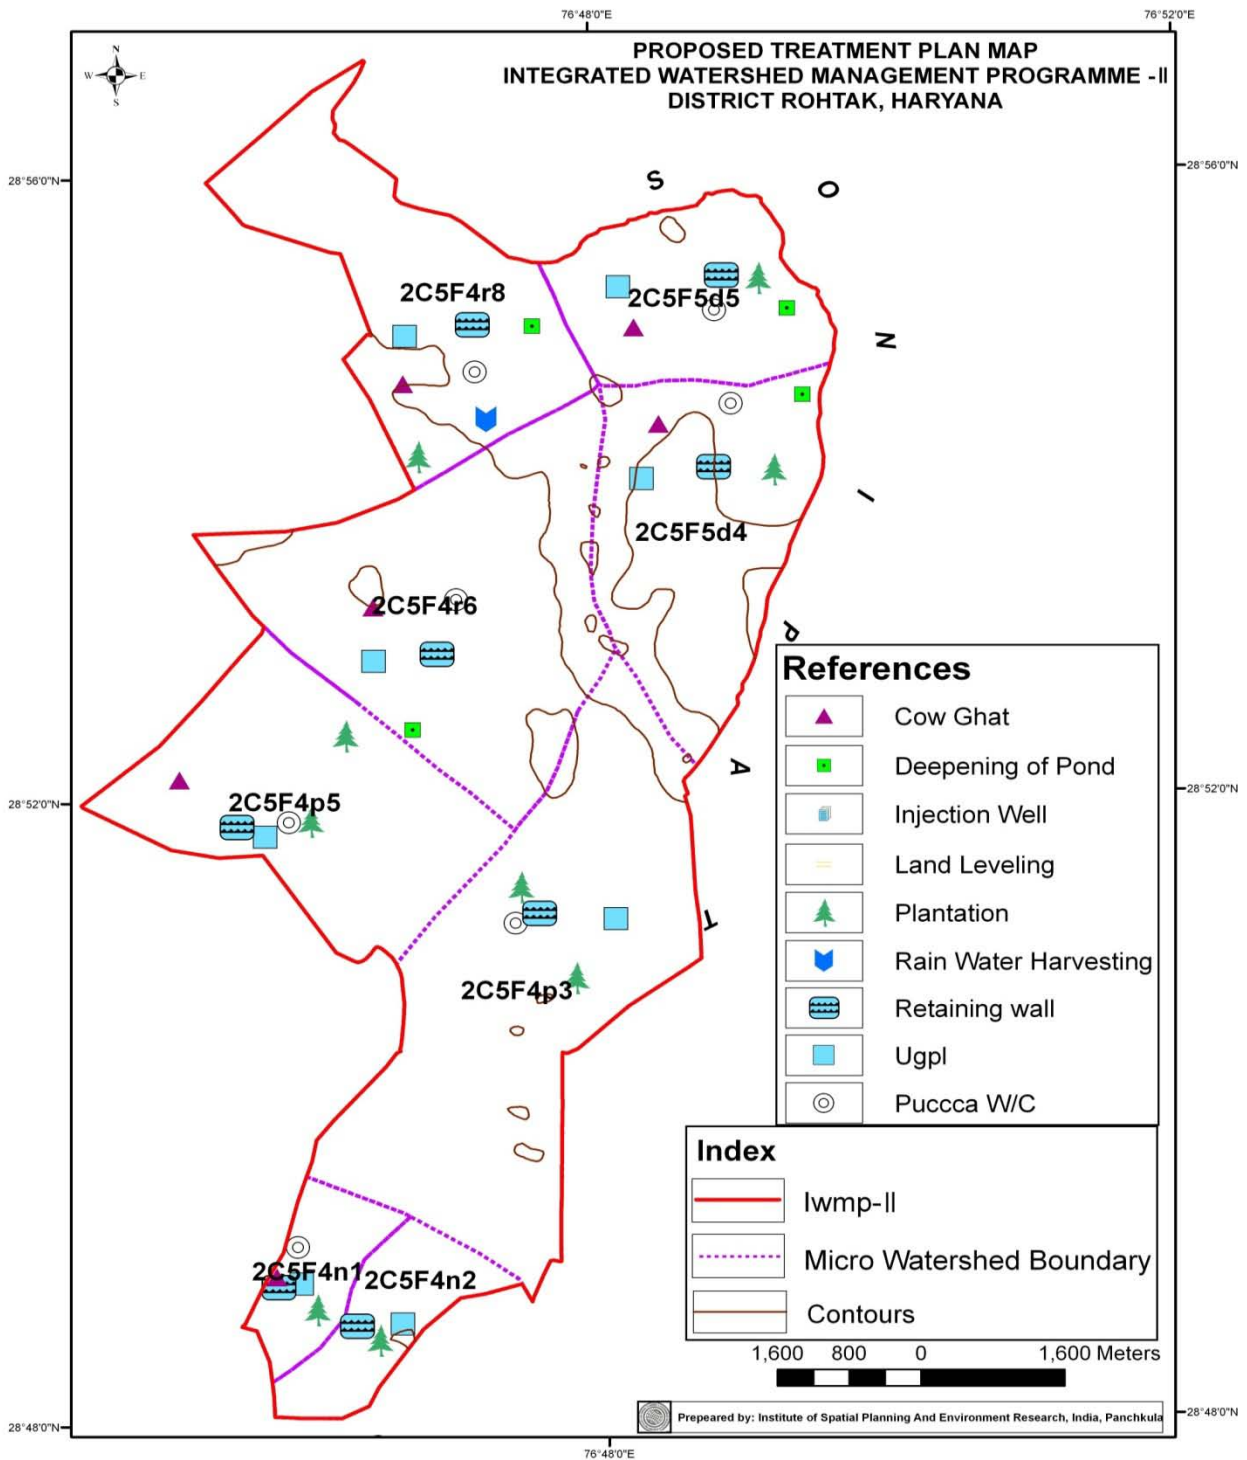 76°48'0"E 76°52'0"E
PROPOSED TREATMENT PLAN MAP
INTEGRATED WATERSHED MANAGEMENT PROGRAMME -II
DISTRICT ROHTAK, HARYANA
N
W E
S
28°56'0"N 28°56'0"N
S O N I P A T
2C5F4r8
2C5F5d5
2C5F5d4
2C5F4r6
2C5F4p5
2C5F4p3
2C5F4n1
2C5F4n2
28°52'0"N 28°52'0"N
References
Cow Ghat
Deepening of Pond
Injection Well
Land Leveling
Plantation
Rain Water Harvesting
Retaining wall
Ugpl
Puccca W/C
Index
Iwmp-II
Micro Watershed Boundary
Contours
1,600 800 0 1,600 Meters
Prepeared by: Institute of Spatial Planning And Environment Research, India, Panchkula
28°48'0"N 28°48'0"N
76°48'0"E